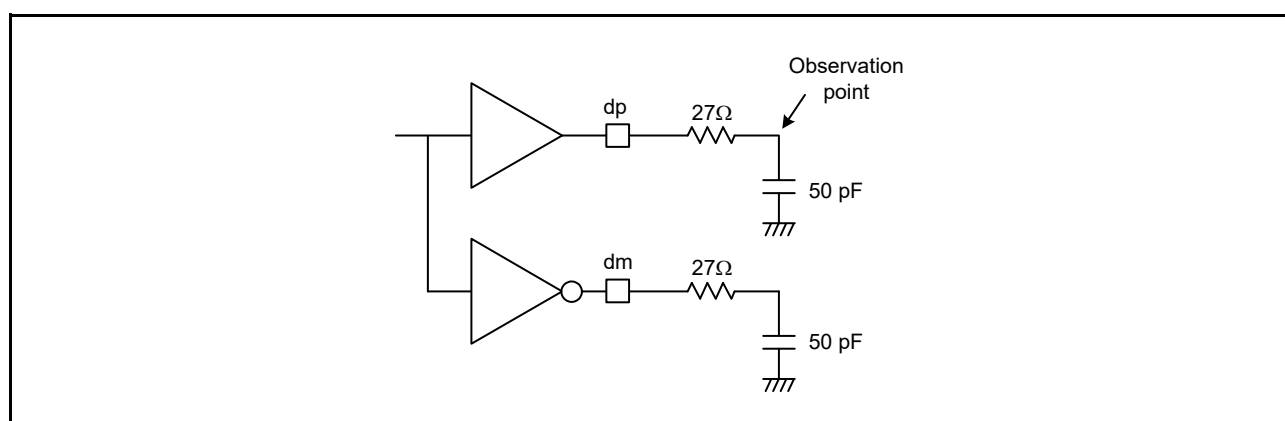 Observation
point
dp
27Ω
50 pF
dm
27Ω
50 pF